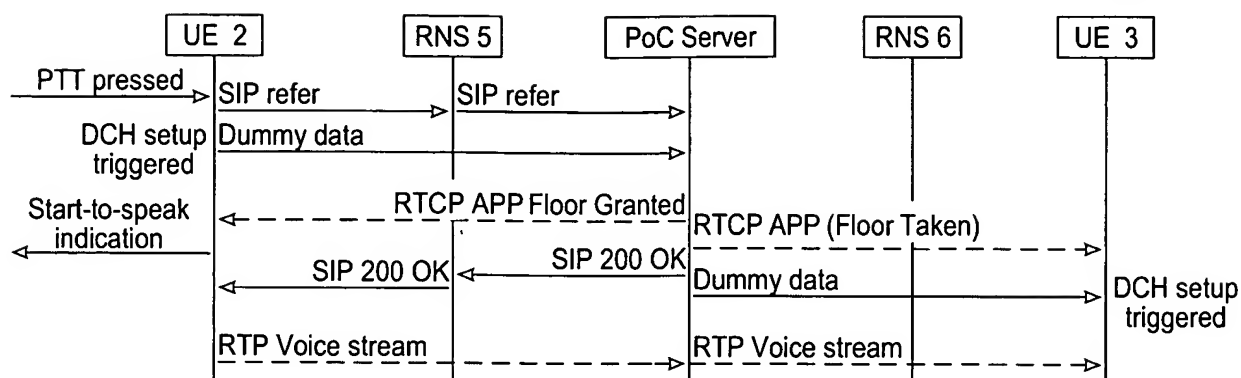 UE 2
RNS 5
PoC Server
RNS 6
UE 3
PTT pressed
SIP refer
SIP refer
DCH setup
triggered
Dummy data
RTCP APP Floor Granted
Start-to-speak
indication
RTCP APP (Floor Taken)
SIP 200 OK
SIP 200 OK
Dummy data
DCH setup
triggered
RTP Voice stream
RTP Voice stream